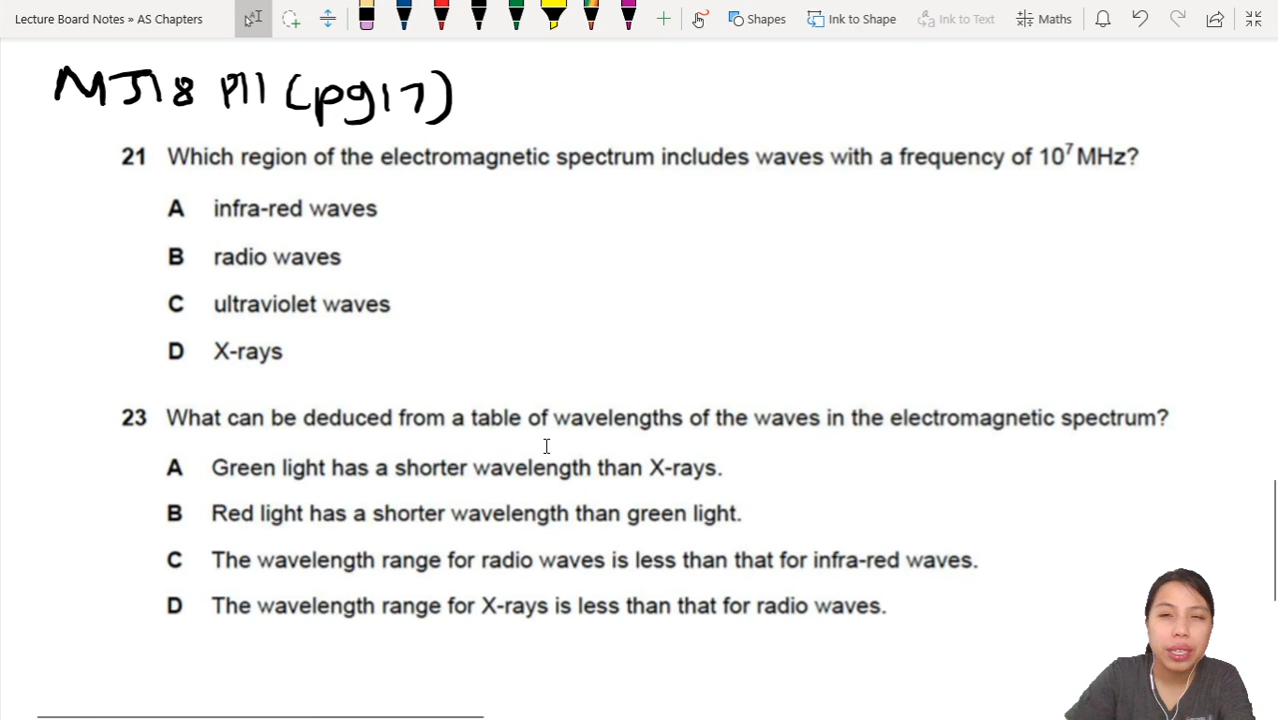 Lecture Board Notes » AS Chapters
Shapes
Ink to Shape
Ink to Text
Maths
MJ18 P11 (pg17)
21 Which region of the electromagnetic spectrum includes waves with a frequency of 10⁷ MHz?
A infra-red waves
B radio waves
C ultraviolet waves
D X-rays
23 What can be deduced from a table of wavelengths of the waves in the electromagnetic spectrum?
A Green light has a shorter wavelength than X-rays.
B Red light has a shorter wavelength than green light.
C The wavelength range for radio waves is less than that for infra-red waves.
D The wavelength range for X-rays is less than that for radio waves.